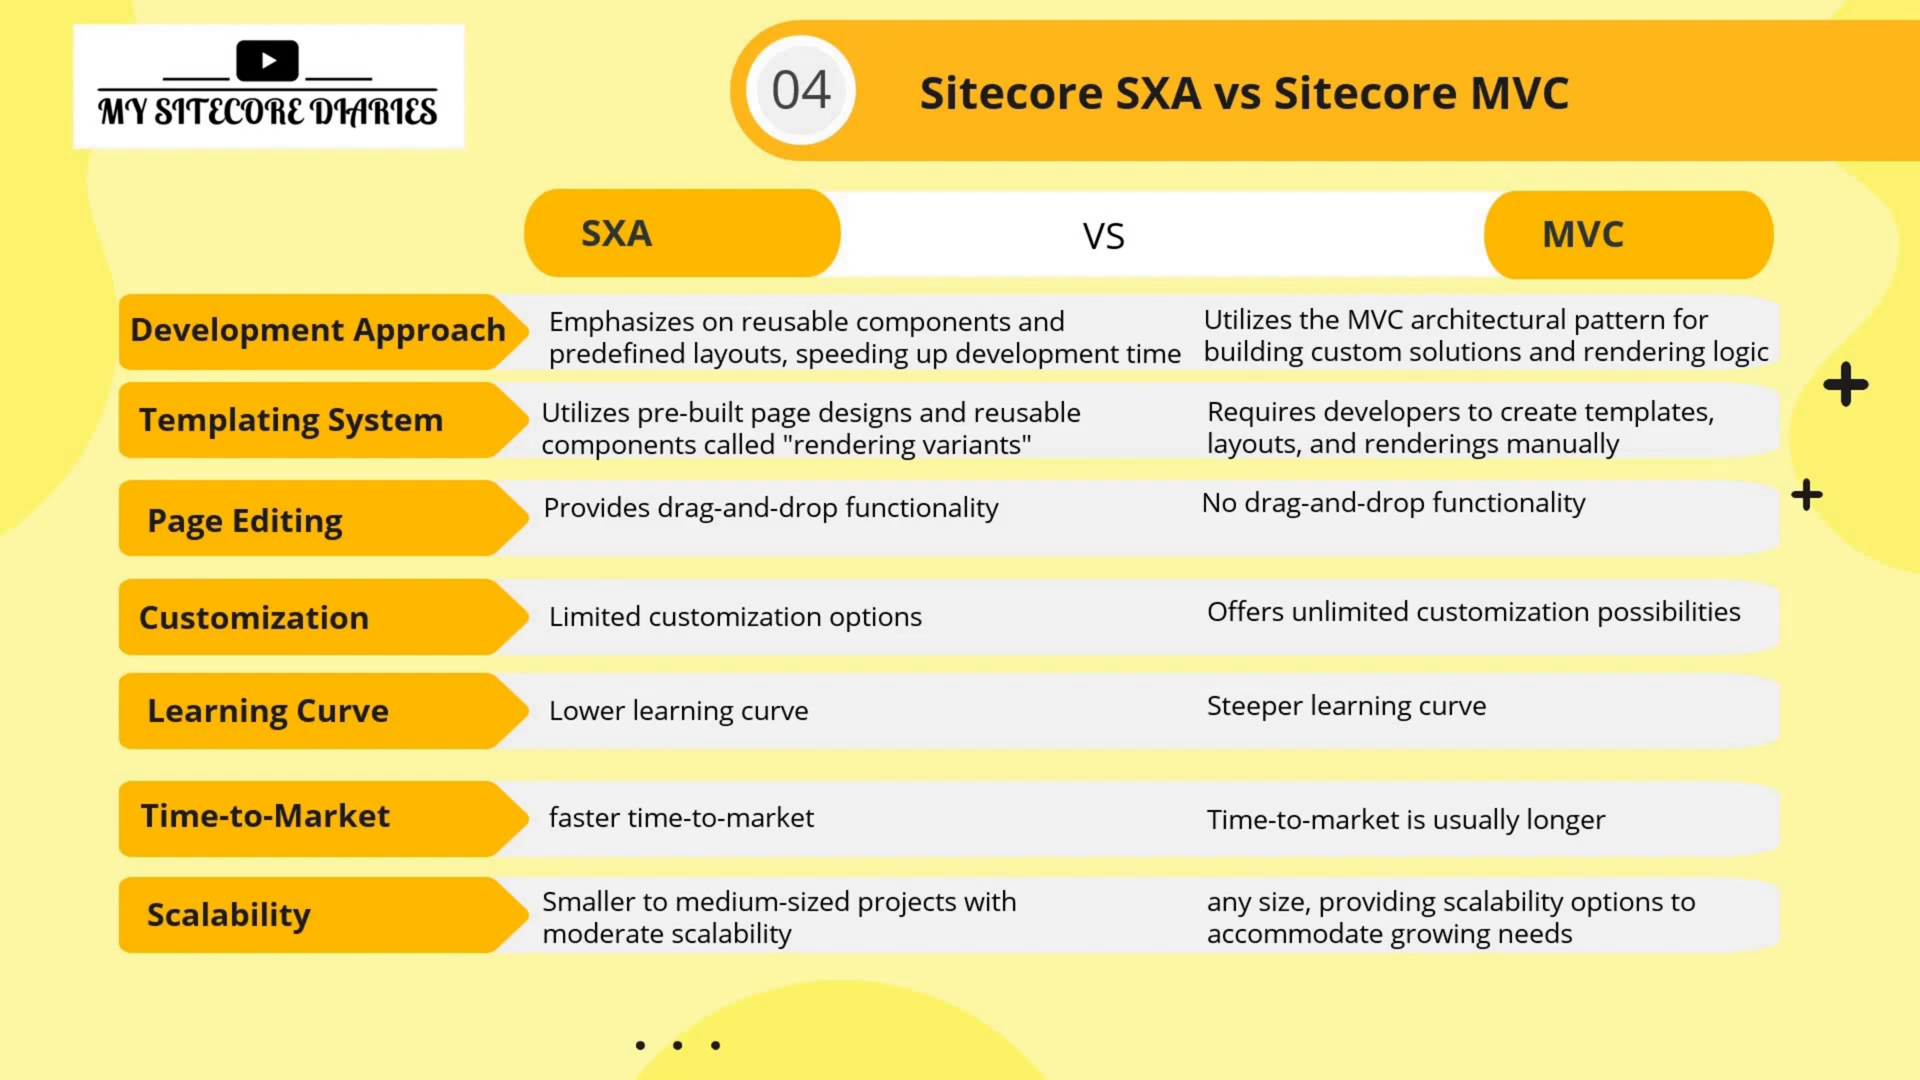 MY SITECORE DIARIES
04
Sitecore SXA vs Sitecore MVC
SXA
VS
MVC
Development Approach
Emphasizes on reusable components and
predefined layouts, speeding up development time
Utilizes the MVC architectural pattern for
building custom solutions and rendering logic
Templating System
Utilizes pre-built page designs and reusable
components called "rendering variants"
Requires developers to create templates,
layouts, and renderings manually
Page Editing
Provides drag-and-drop functionality
No drag-and-drop functionality
Customization
Limited customization options
Offers unlimited customization possibilities
Learning Curve
Lower learning curve
Steeper learning curve
Time-to-Market
faster time-to-market
Time-to-market is usually longer
Scalability
Smaller to medium-sized projects with
moderate scalability
any size, providing scalability options to
accommodate growing needs